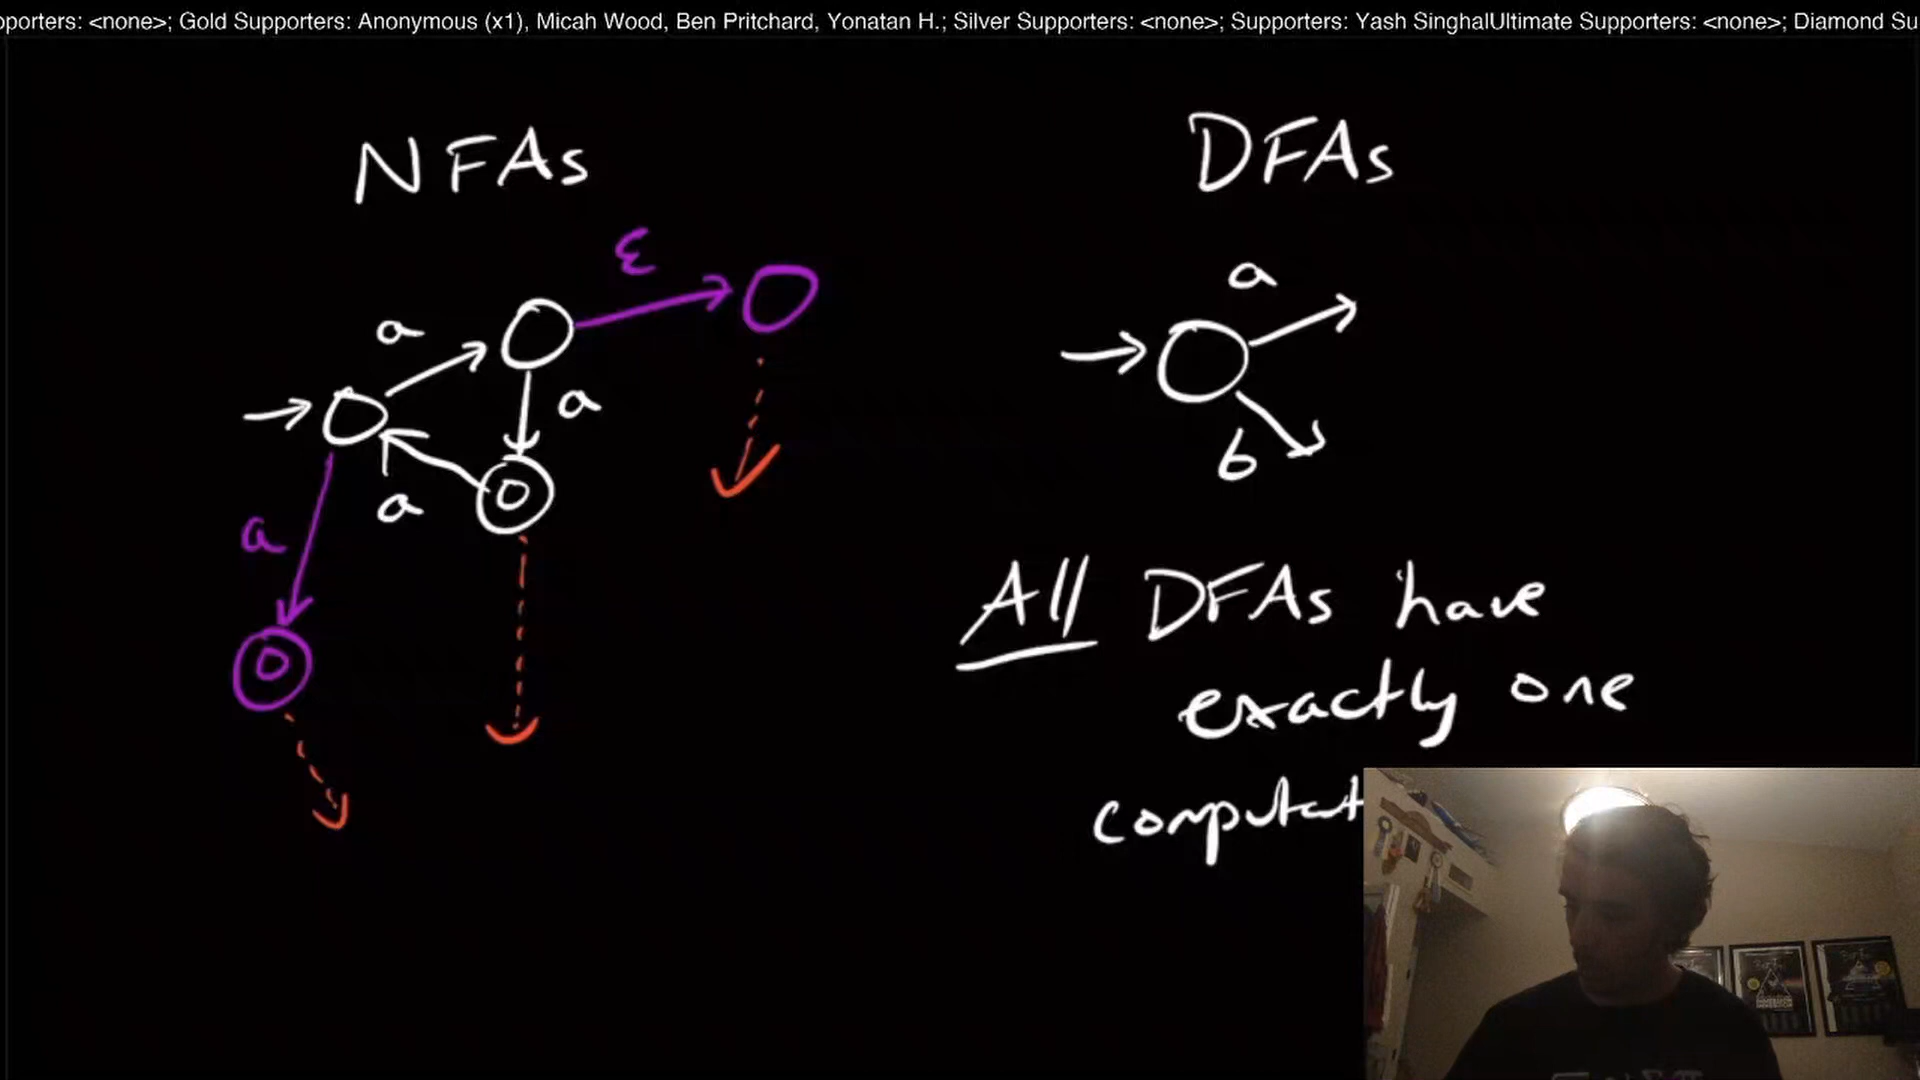 pporters: <none>; Gold Supporters: Anonymous (x1), Micah Wood, Ben Pritchard, Yonatan H.; Silver Supporters: <none>; Supporters: Yash SinghalUltimate Supporters: <none>; Diamond Su
NFAs
DFAs
ε
a
a
a
a
a
a
b
All DFAs have
exactly one
computat